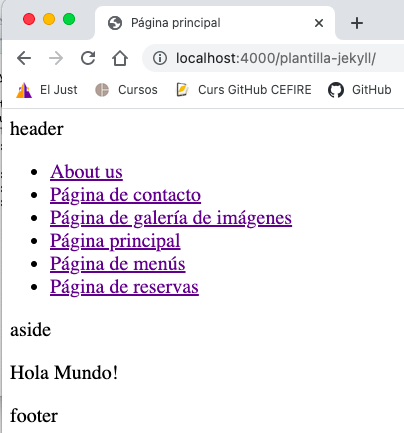 Página principal
localhost:4000/plantilla-jekyll/
El Just Cursos Curs GitHub CEFIRE GitHub
header
About us
Página de contacto
Página de galería de imágenes
Página principal
Página de menús
Página de reservas
aside
Hola Mundo!
footer